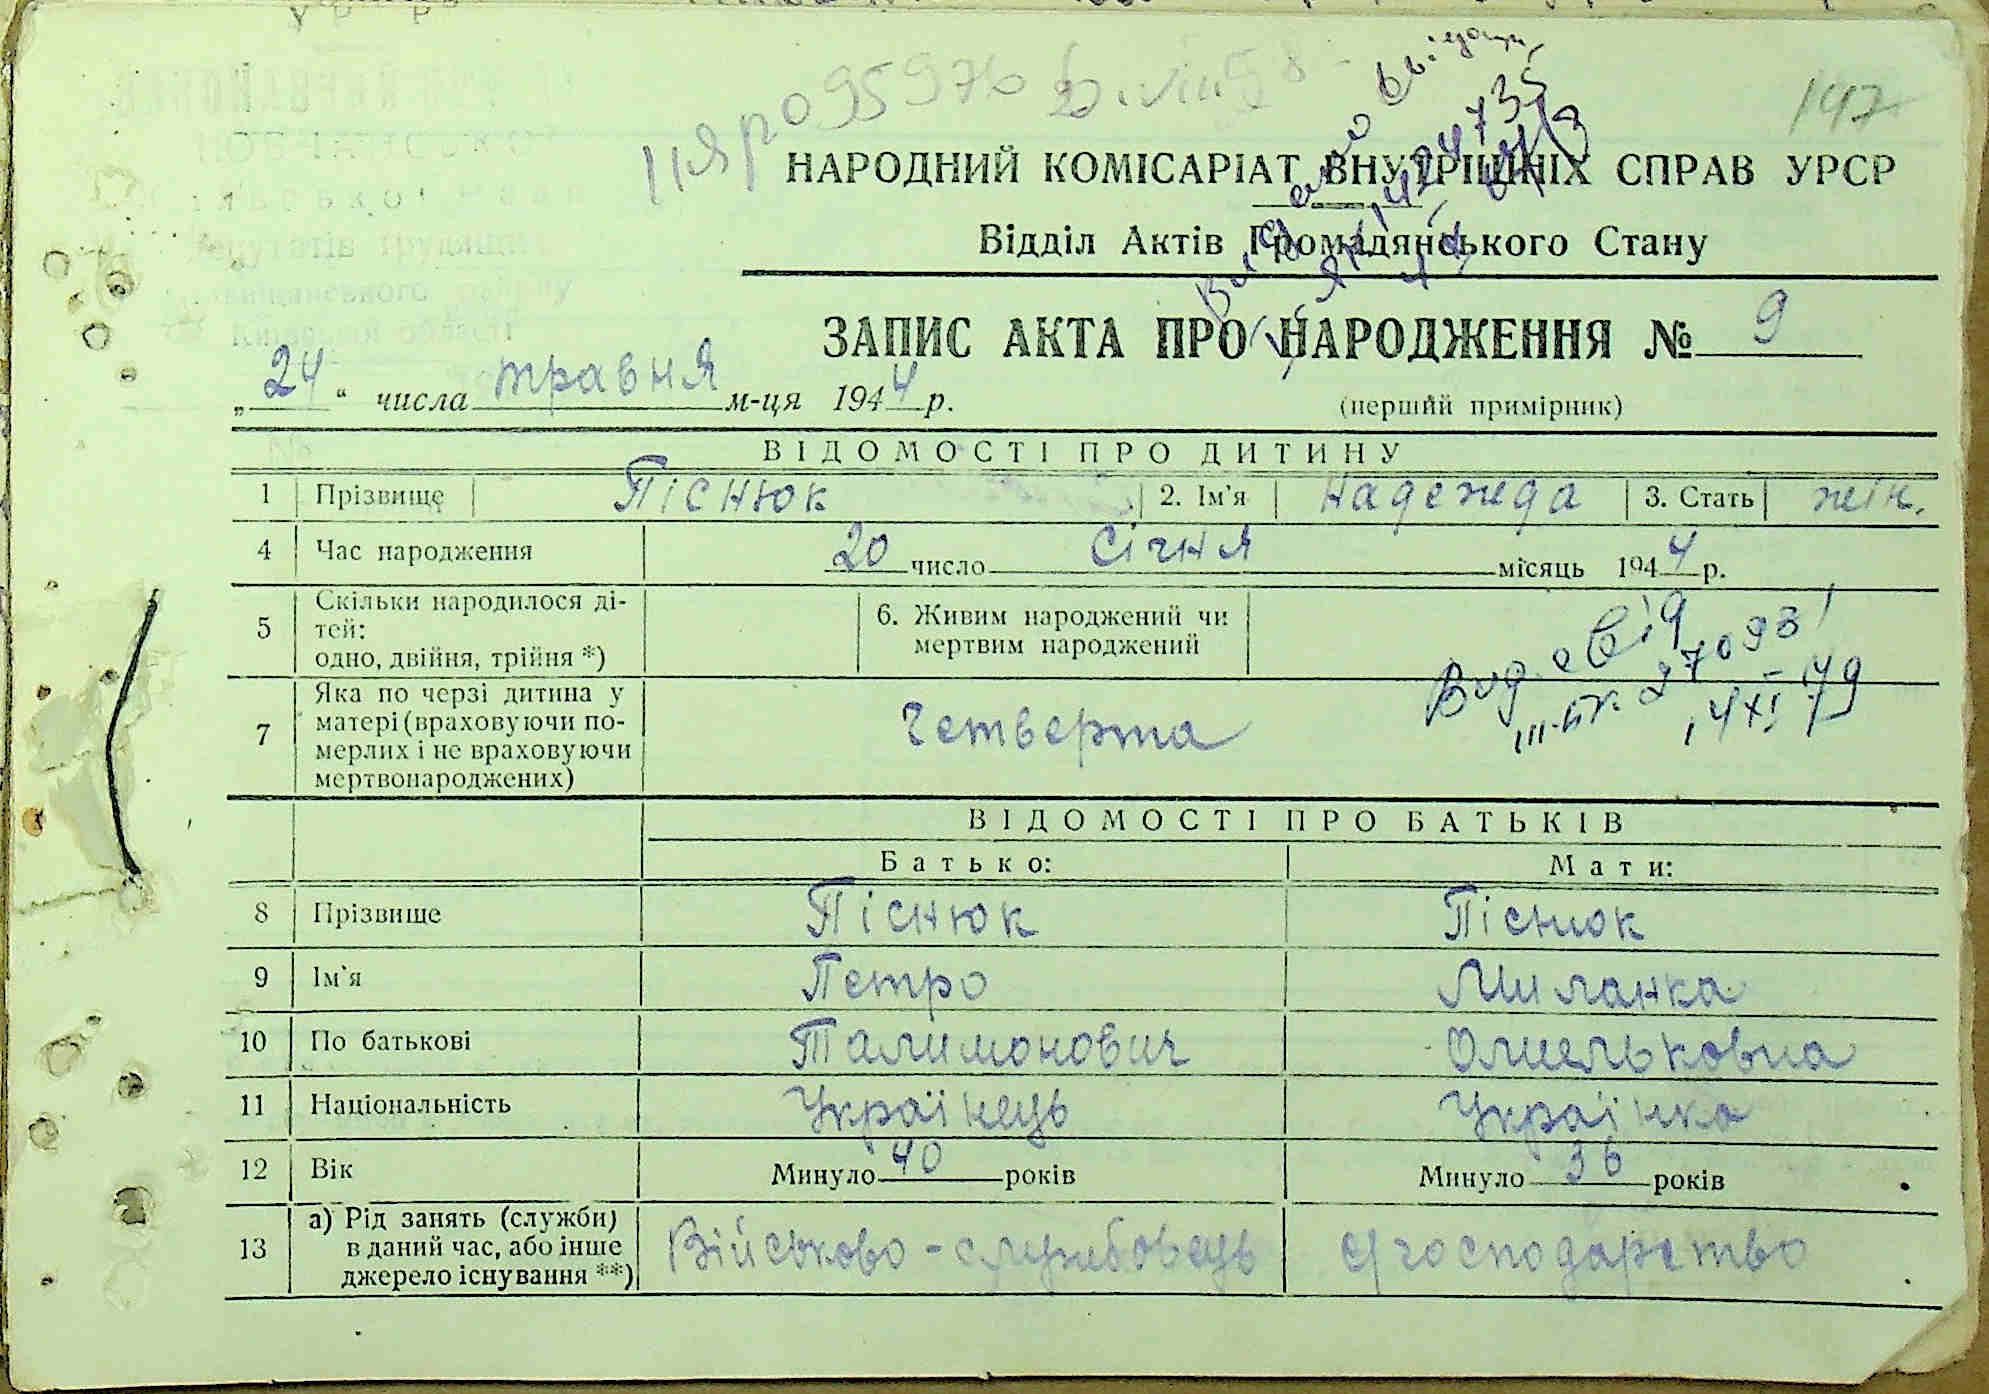 147
НАРОДНИЙ КОМІСАРІАТ ВНУТРІШНІХ СПРАВ УРСР
Відділ Актів Громадянського Стану
ЗАПИС АКТА ПРО НАРОДЖЕННЯ № 9
„24“ числа травня м-ця 1944 р. (перший примірник)
ВІДОМОСТІ ПРО ДИТИНУ
1 Прізвище Піснюк 2. Ім'я Надежда 3. Стать жін.
4 Час народження 20 число Січня місяць 1944 р.
5 Скільки народилося ді-
тей:
одно, двійня, трійня *)
6. Живим народжений чи
мертвим народжений
7 Яка по черзі дитина у
матері (враховуючи по-
мерлих і не враховуючи
мертвонароджених)
Четверта
ВІДОМОСТІ ПРО БАТЬКІВ
Батько: Мати:
8 Прізвище Піснюк Піснюк
9 Ім'я Петро Миланка
10 По батькові Талимонович Омельковна
11 Національність Українець Українка
12 Вік Минуло 40 років Минуло 36 років
13 а) Рід занять (служби)
в даний час, або інше
джерело існування **)
Військово-службовець с/господарство